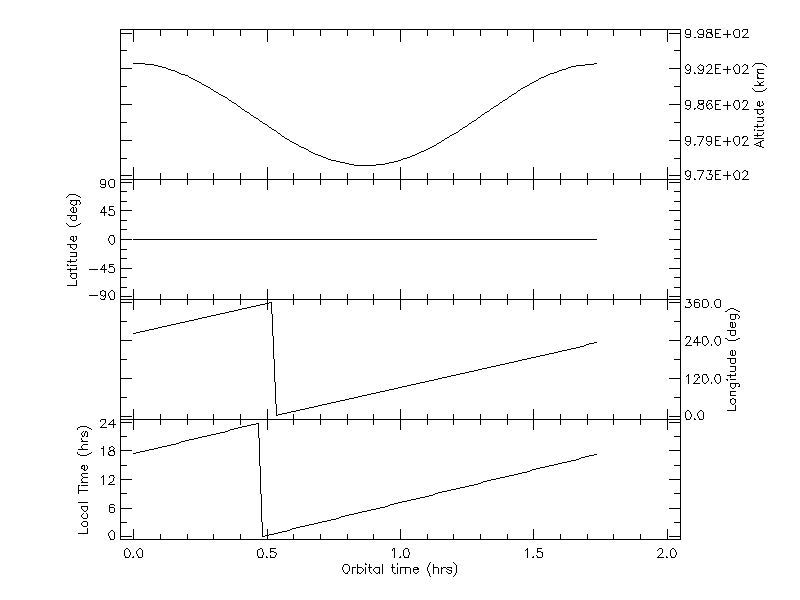 9.98E+02
9.92E+02
9.86E+02
9.79E+02
9.73E+02
Altitude (km)
90
45
0
−45
−90
Latitude (deg)
360.0
240.0
120.0
0.0
Longitude (deg)
24
18
12
6
0
Local Time (hrs)
0.0 0.5 1.0 1.5 2.0
Orbital time (hrs)